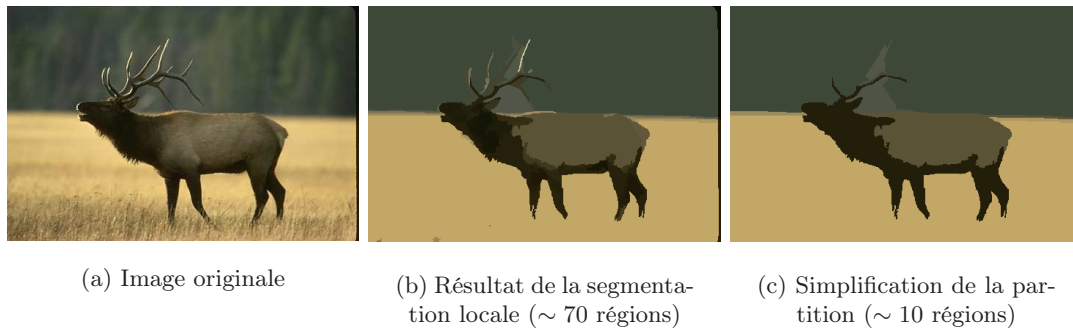 (a) Image originale
(b) Résultat de la segmenta-
tion locale (∼ 70 régions)
(c) Simplification de la par-
tition (∼ 10 régions)